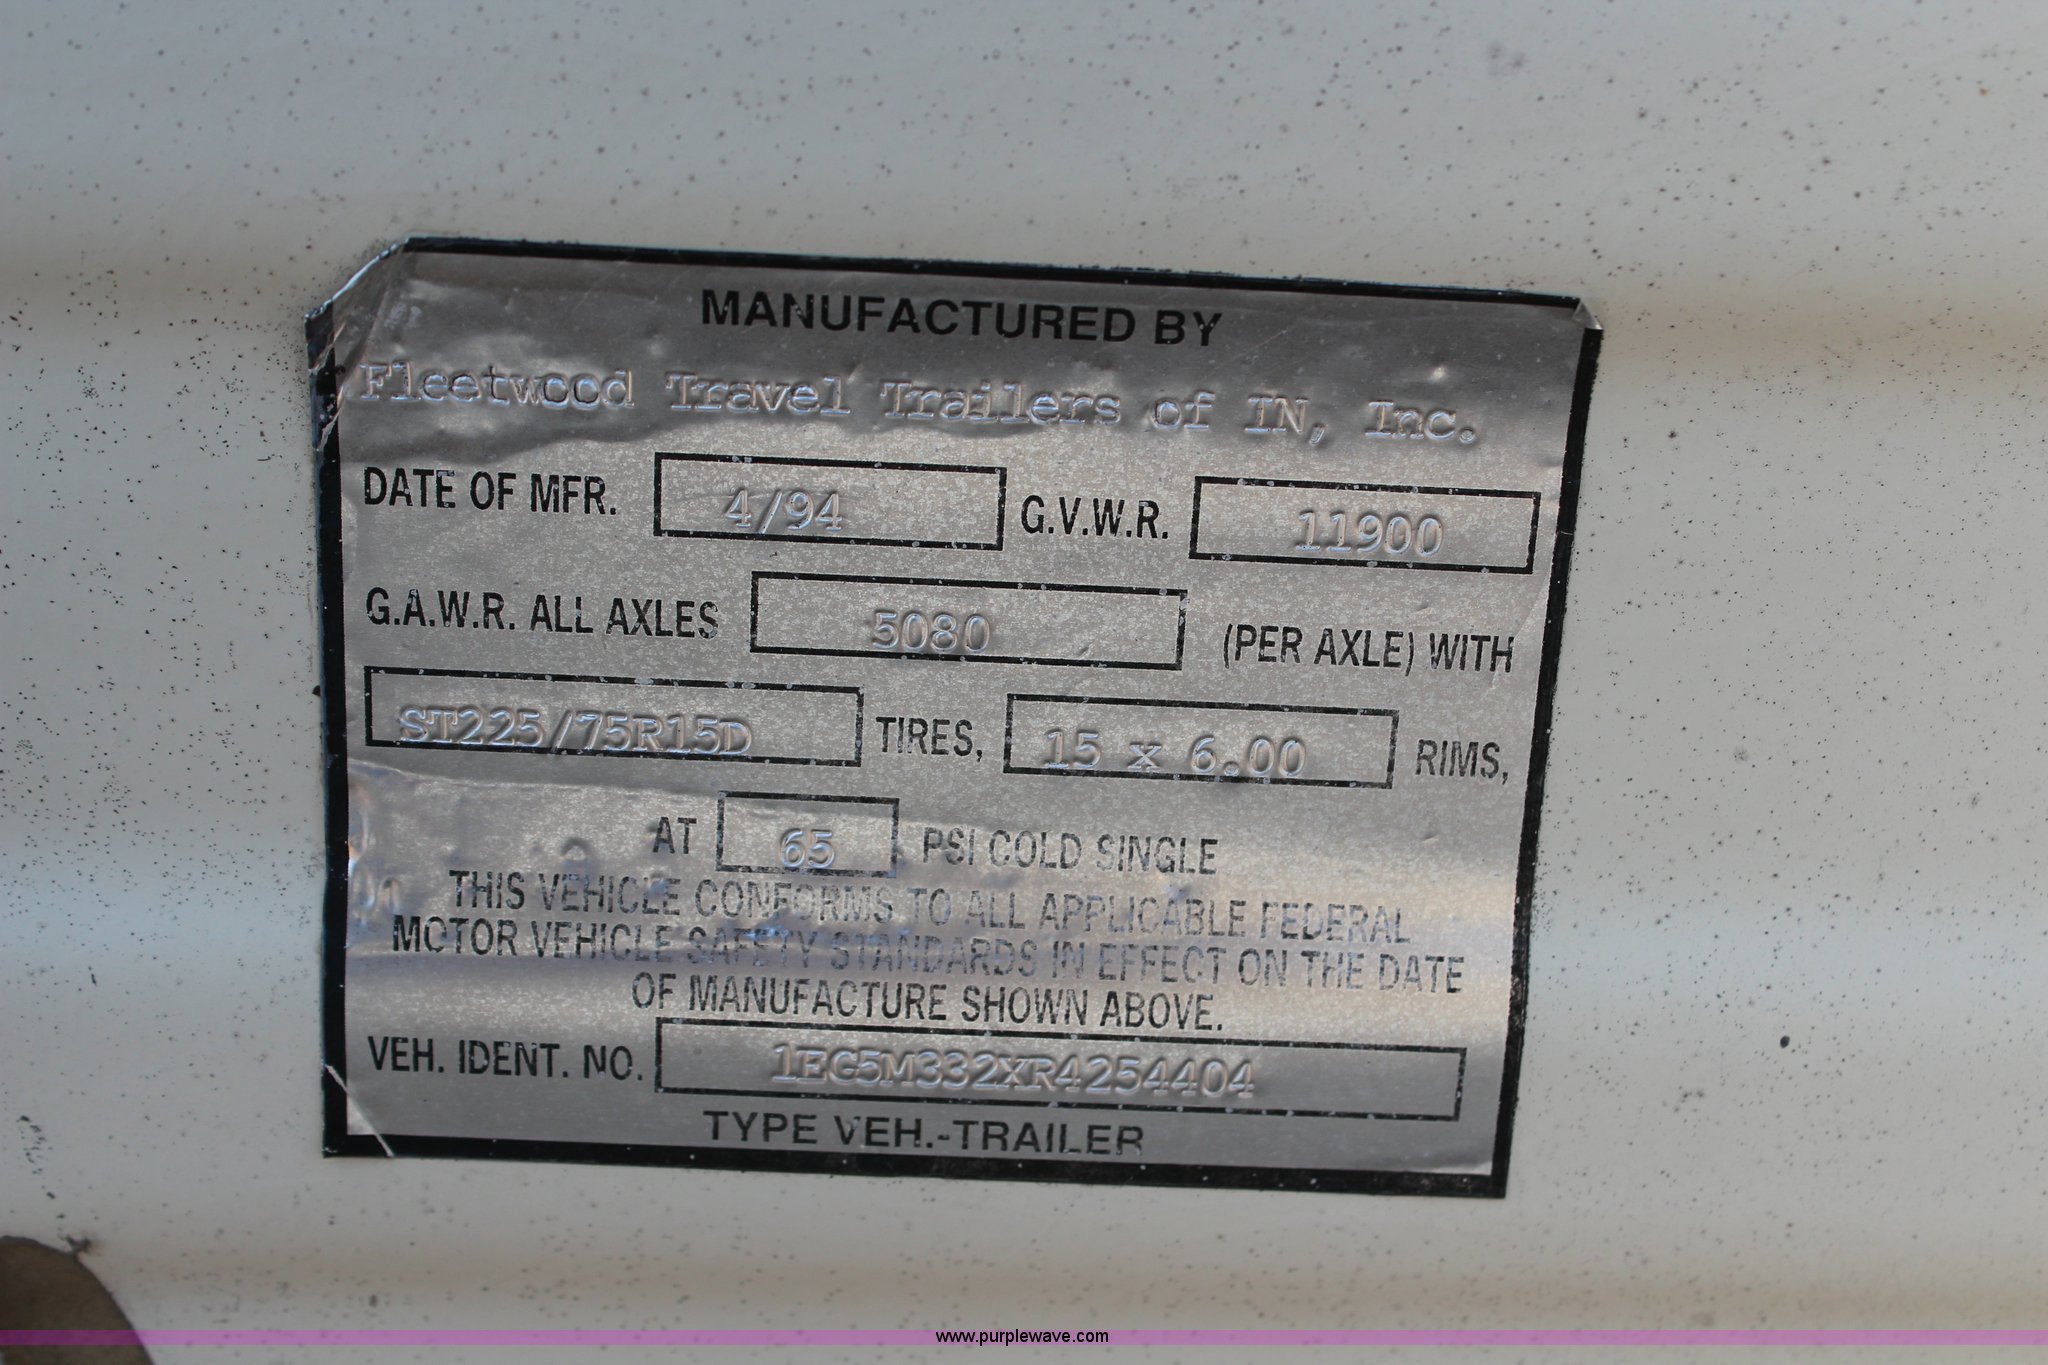 MANUFACTURED BY
Fleetwood Travel Trailers of IN, Inc.
DATE OF MFR. 4/94 G.V.W.R. 11900
G.A.W.R. ALL AXLES 5080 (PER AXLE) WITH
ST225/75R15D TIRES, 15 x 6.00 RIMS,
AT 65 PSI COLD SINGLE
THIS VEHICLE CONFORMS TO ALL APPLICABLE FEDERAL
MOTOR VEHICLE SAFETY STANDARDS IN EFFECT ON THE DATE
OF MANUFACTURE SHOWN ABOVE.
VEH. IDENT. NO. 1EG5M332XR4254404
TYPE VEH.-TRAILER
www.purplewave.com